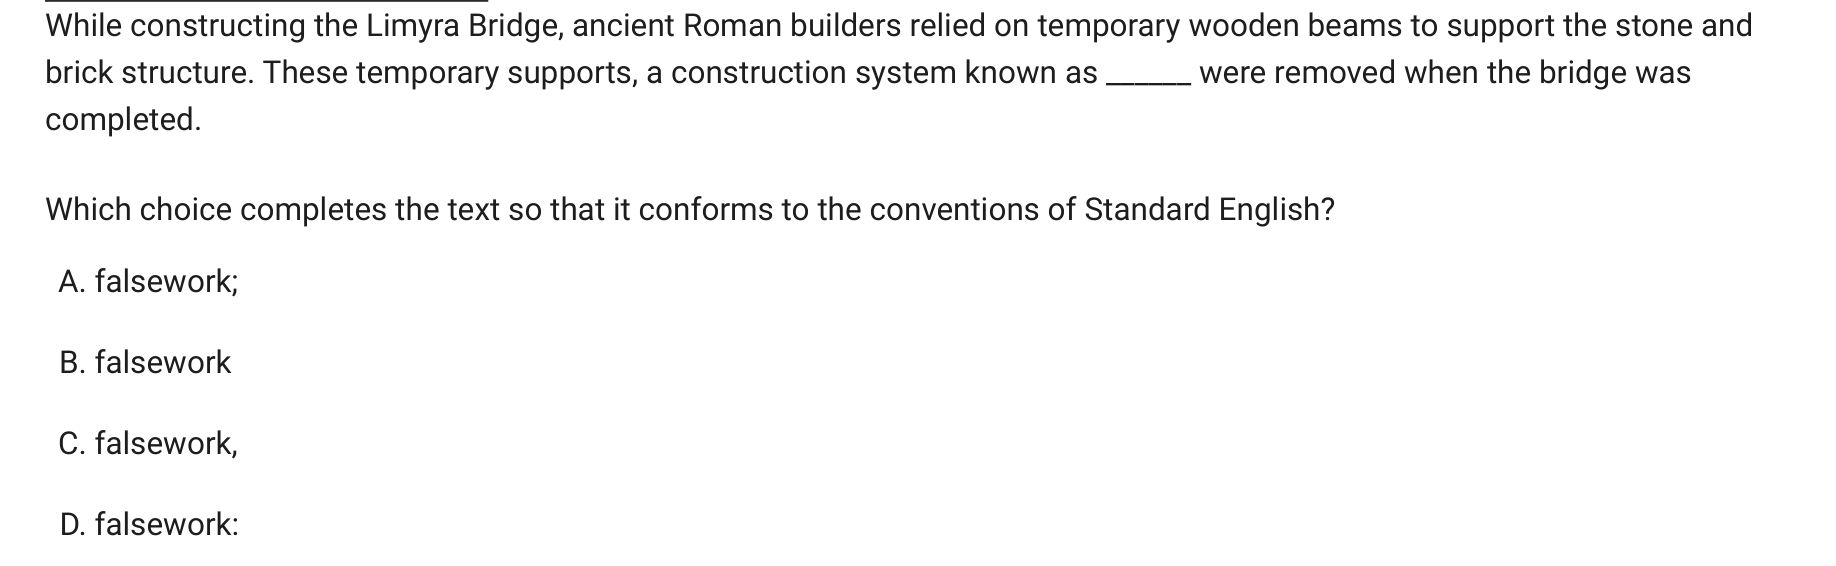 While constructing the Limyra Bridge, ancient Roman builders relied on temporary wooden beams to support the stone and
brick structure. These temporary supports, a construction system known as ______ were removed when the bridge was
completed.
Which choice completes the text so that it conforms to the conventions of Standard English?
A. falsework;
B. falsework
C. falsework,
D. falsework: